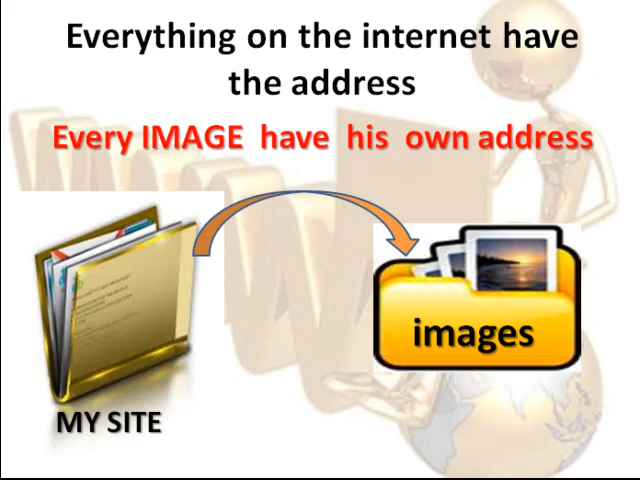 Everything on the internet have
the address
Every IMAGE have his own address
images
MY SITE